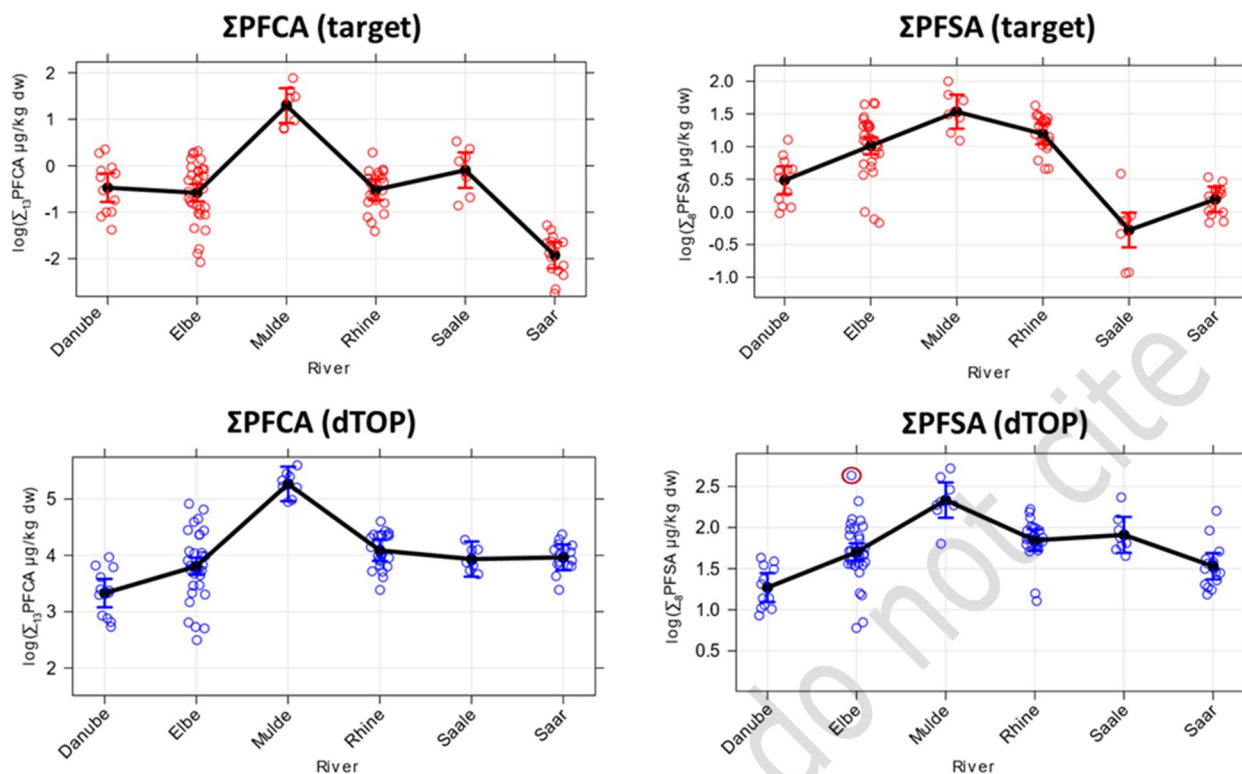 ΣPFCA (target)
log(Σ₁₃PFCA µg/kg dw)
2
1
0
-1
-2
Danube
Elbe
Mulde
Rhine
Saale
Saar
River
ΣPFSA (target)
log(Σ₈PFSA µg/kg dw)
2.0
1.5
1.0
0.5
0.0
-0.5
-1.0
Danube
Elbe
Mulde
Rhine
Saale
Saar
River
ΣPFCA (dTOP)
log(Σ₁₃PFCA µg/kg dw)
5
4
3
2
Danube
Elbe
Mulde
Rhine
Saale
Saar
River
ΣPFSA (dTOP)
log(Σ₈PFSA µg/kg dw)
2.5
2.0
1.5
1.0
0.5
Danube
Elbe
Mulde
Rhine
Saale
Saar
River
do not cite